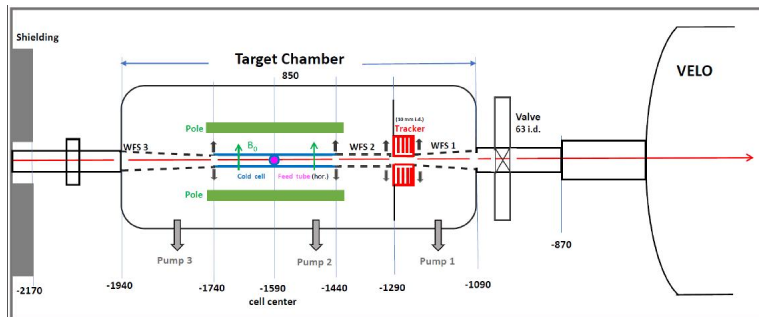 Shielding
Target Chamber
850
VELO
Valve
63 i.d.
(10 mm i.d.)
Tracker
Pole
B0
WFS 3
WFS 2
WFS 1
Cold cell
Feed tube (hor.)
Pole
Pump 3
Pump 2
Pump 1
-870
-2170
-1940
-1740
-1590
-1440
-1290
-1090
cell center